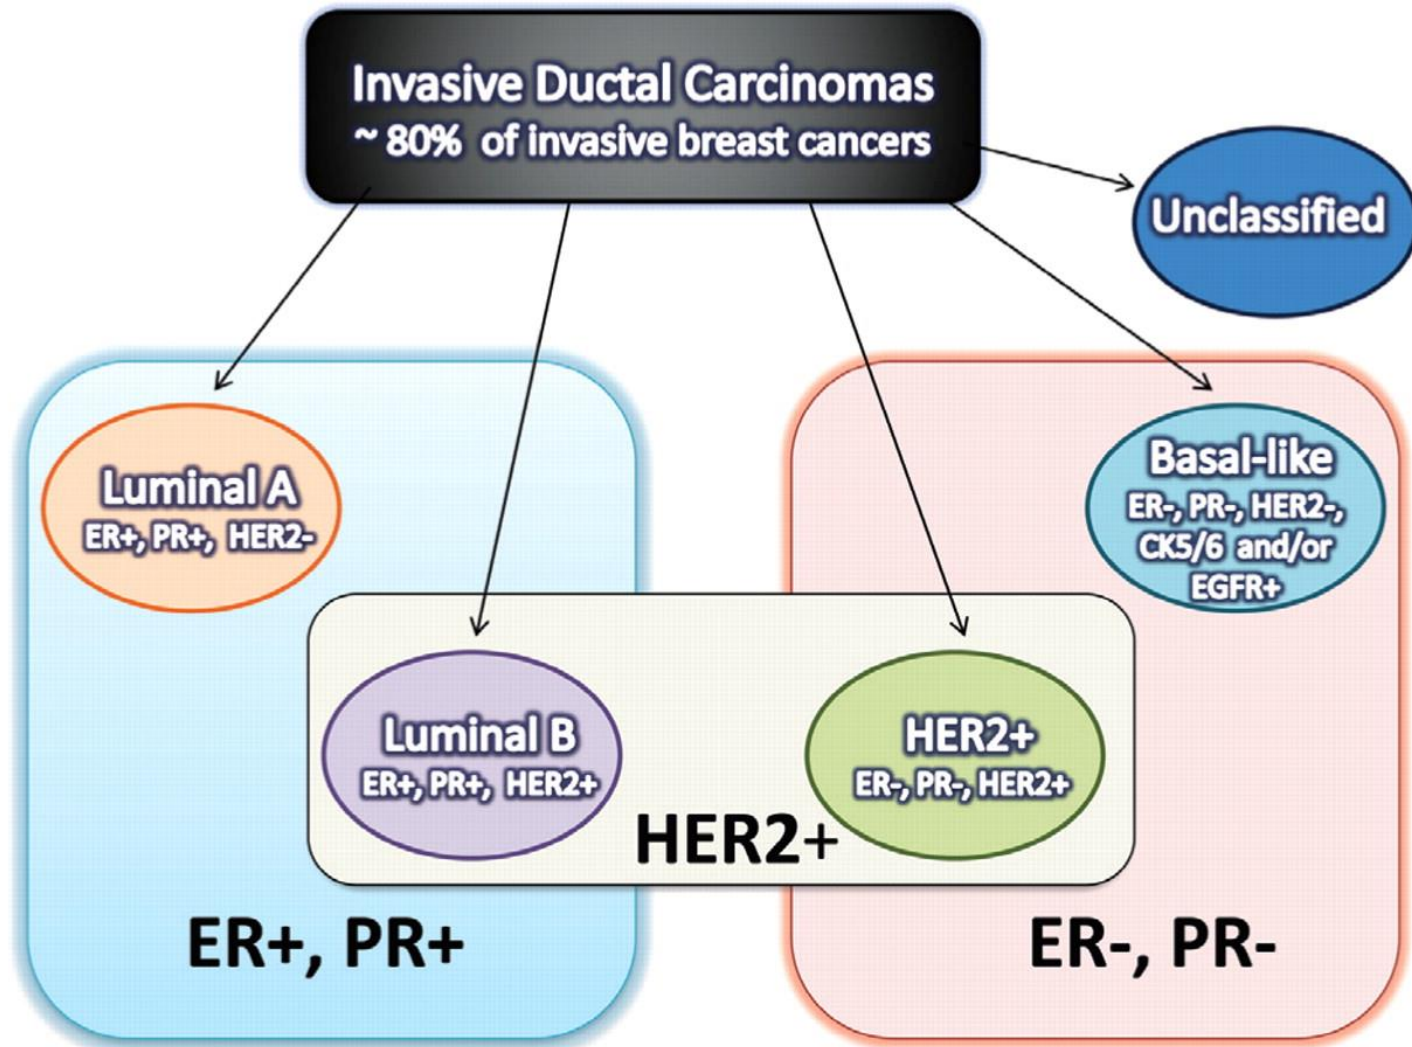 Invasive Ductal Carcinomas
~ 80% of invasive breast cancers
Unclassified
Luminal A
ER+, PR+, HER2-
Basal-like
ER-, PR-, HER2-,
CK5/6 and/or
EGFR+
Luminal B
ER+, PR+, HER2+
HER2+
ER-, PR-, HER2+
HER2+
ER+, PR+
ER-, PR-